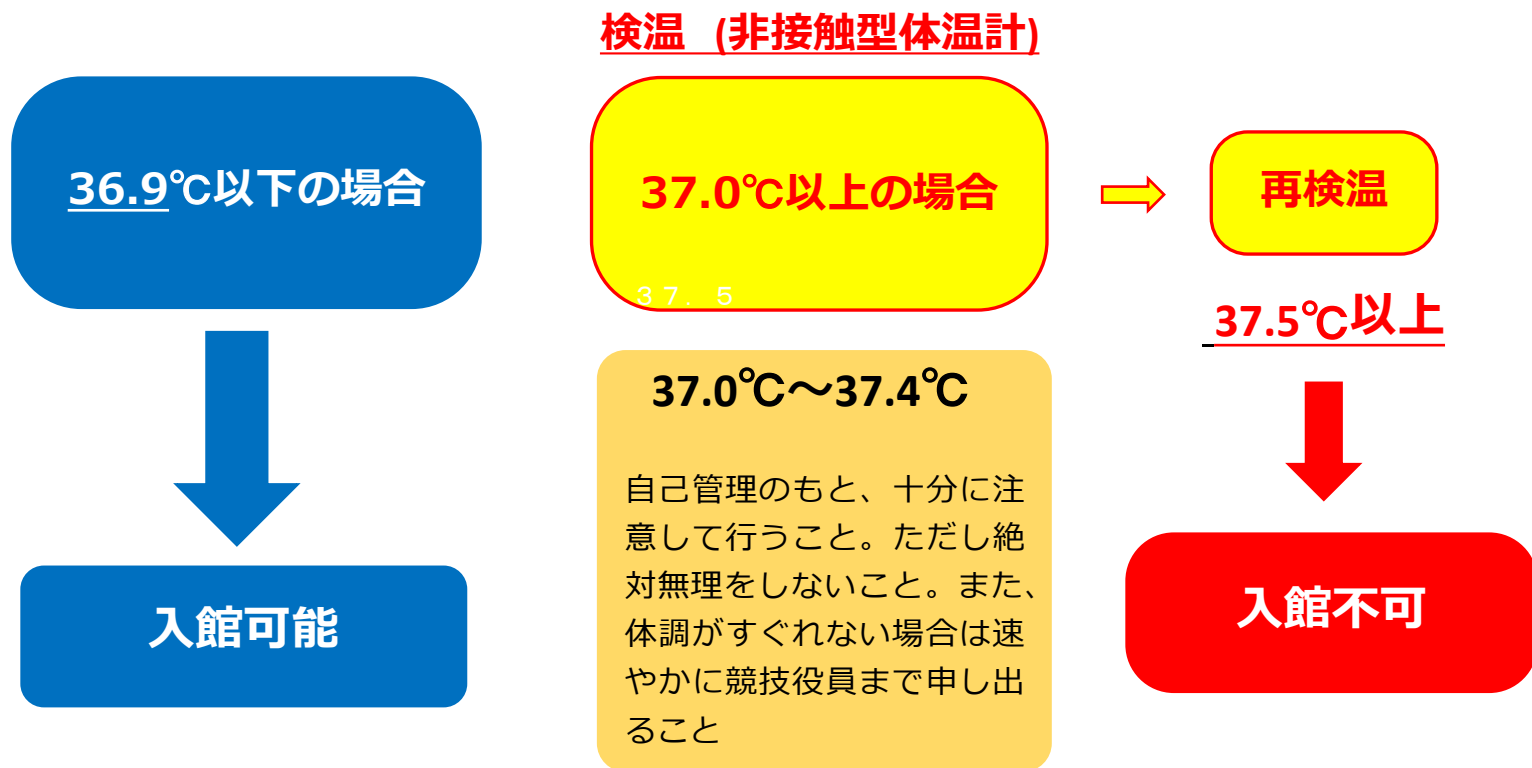 検温 (非接触型体温計)
36.9℃以下の場合
37.0℃以上の場合
再検温
37.5
37.5℃以上
37.0℃~37.4℃
自己管理のもと、十分に注
意して行うこと。ただし絶
対無理をしないこと。また、
体調がすぐれない場合は速
やかに競技役員まで申し出
ること
入館可能
入館不可